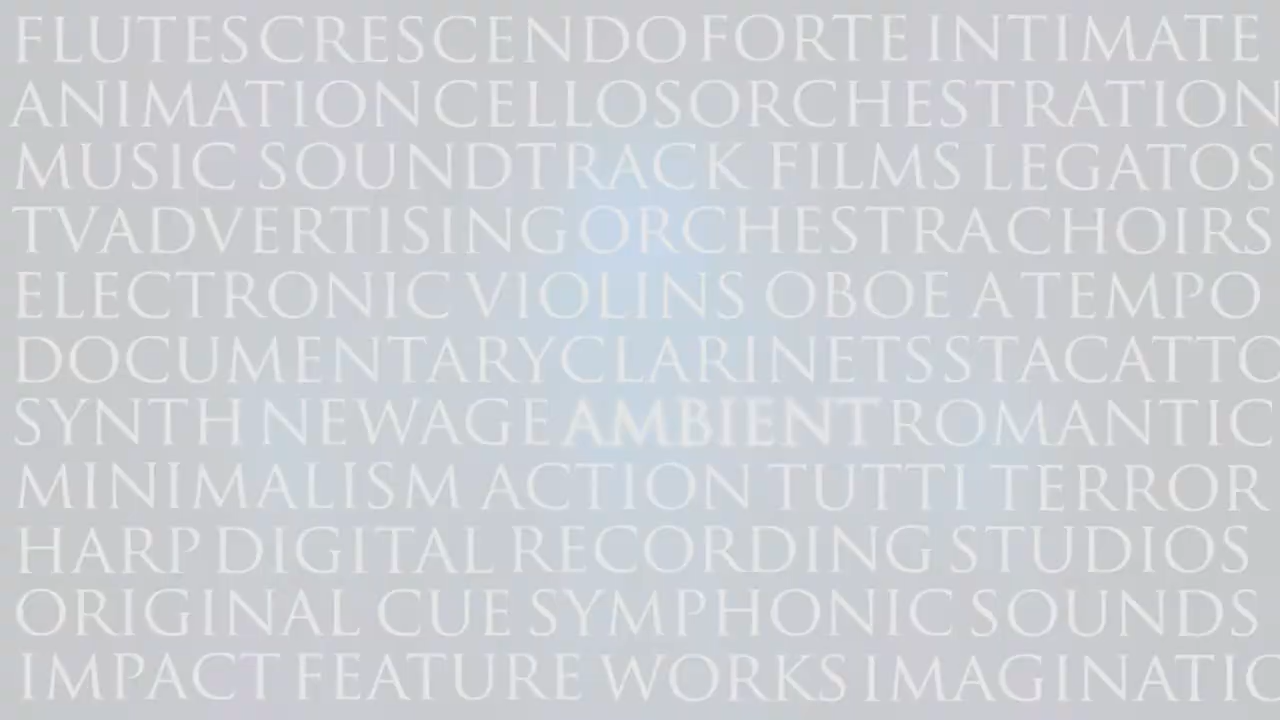 FLUTES CRESCENDO FORTE INTIMATE
ANIMATION CELLOS ORCHESTRATION
MUSIC SOUNDTRACK FILMS LEGATOS
TV ADVERTISING ORCHESTRA CHOIRS
ELECTRONIC VIOLINS OBOE A TEMPO
DOCUMENTARY CLARINETS STACATTO
SYNTH NEWAGE AMBIENT ROMANTIC
MINIMALISM ACTION TUTTI TERROR
HARP DIGITAL RECORDING STUDIOS
ORIGINAL CUE SYMPHONIC SOUNDS
IMPACT FEATURE WORKS IMAGINATIO